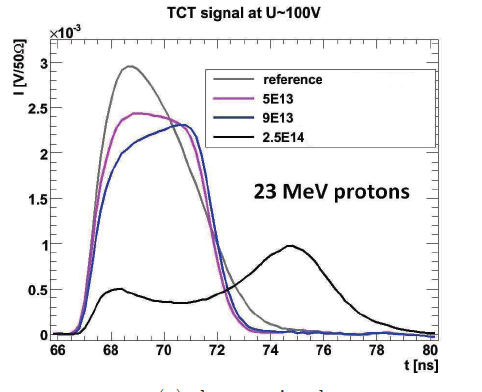 TCT signal at U~100V
×10⁻³
I [V/50Ω]
3
2.5
2
1.5
1
0.5
0
reference
5E13
9E13
2.5E14
23 MeV protons
66 68 70 72 74 76 78 80
t [ns]